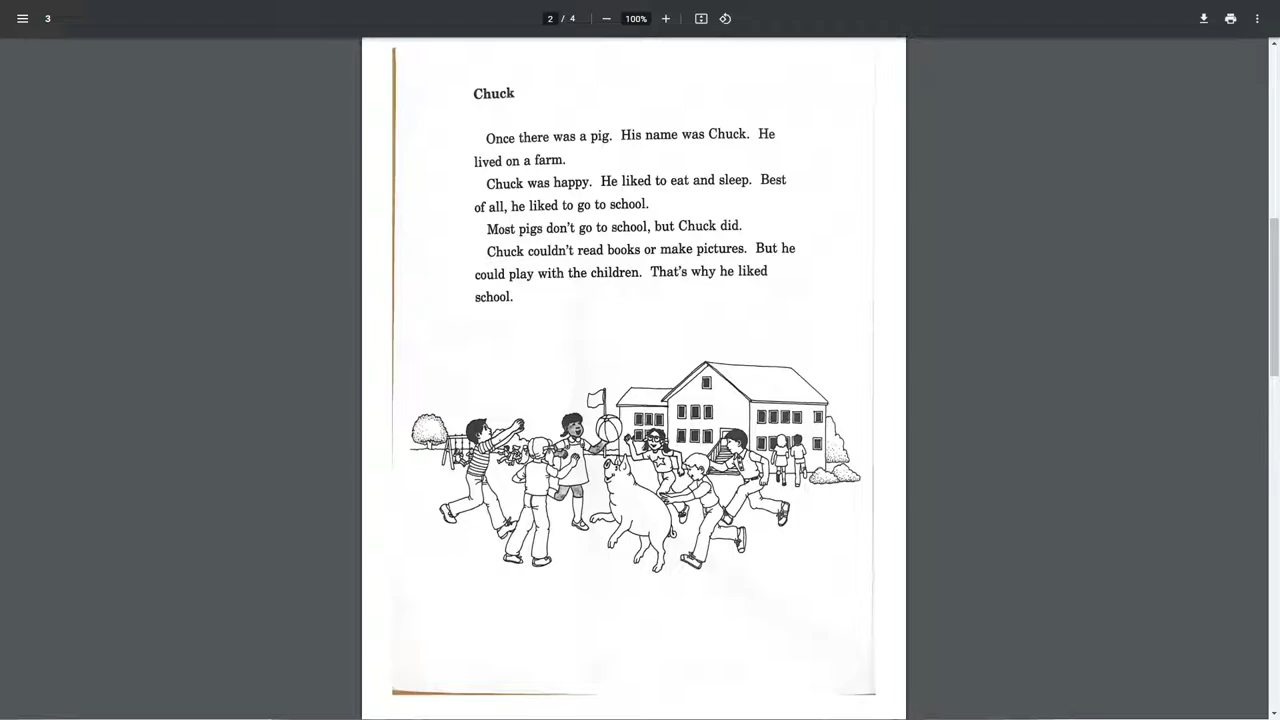 3
2 / 4
100%
Chuck
Once there was a pig. His name was Chuck. He
lived on a farm.
Chuck was happy. He liked to eat and sleep. Best
of all, he liked to go to school.
Most pigs don't go to school, but Chuck did.
Chuck couldn't read books or make pictures. But he
could play with the children. That's why he liked
school.